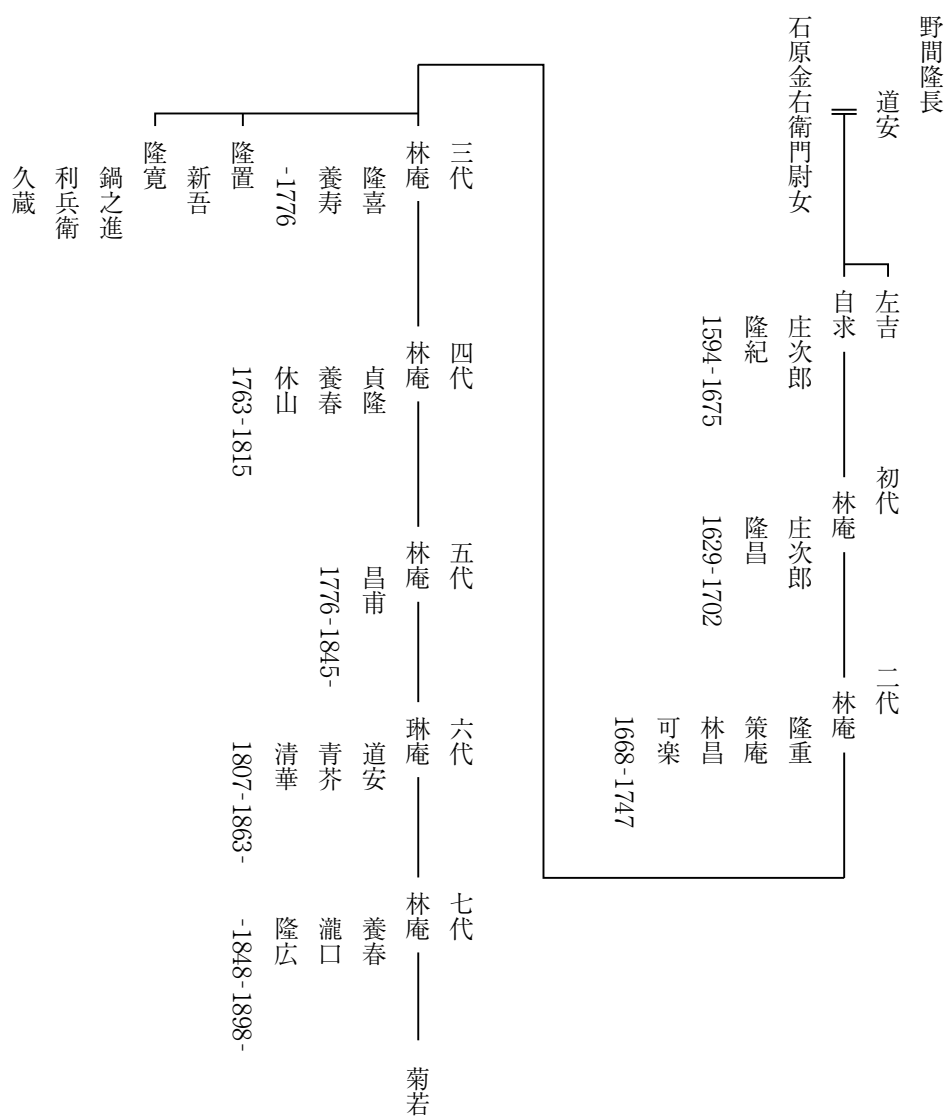 野間隆長
道安
石原金右衛門尉女
左吉
自求
庄次郎
隆紀
1594-1675
初代
林庵
庄次郎
隆昌
1629-1702
二代
林庵
隆重
策庵
林昌
可楽
1668-1747
三代
林庵
隆喜
養寿
-1776
隆置
新吾
隆寛
鍋之進
利兵衛
久蔵
四代
林庵
貞隆
養春
休山
1763-1815
五代
林庵
昌甫
1776-1845-
六代
琳庵
道安
青芥
清華
1807-1863-
七代
林庵
養春
瀧口
隆広
-1848-1898-
菊若